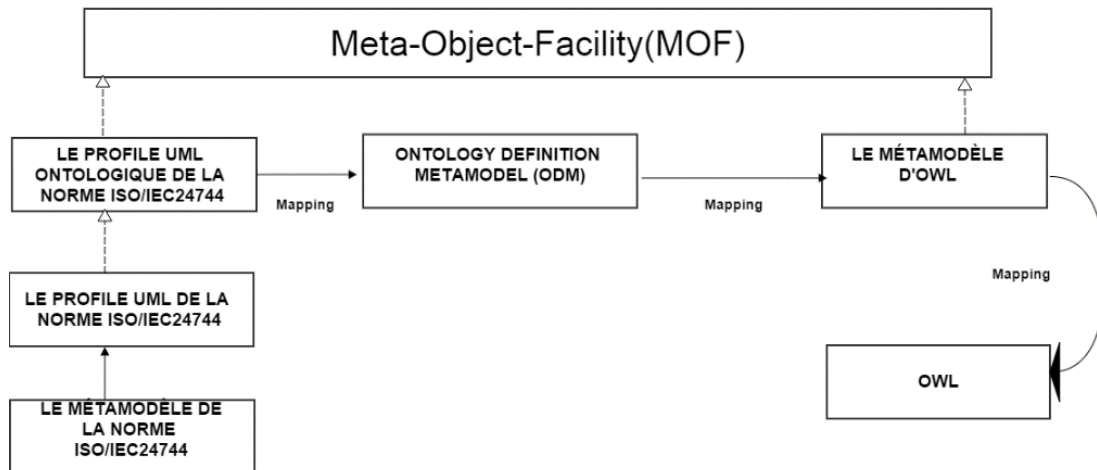 Meta-Object-Facility(MOF)
LE PROFILE UML
ONTOLOGIQUE DE LA
NORME ISO/IEC24744
Mapping
ONTOLOGY DEFINITION
METAMODEL (ODM)
Mapping
LE MÉTAMODÈLE
D'OWL
Mapping
LE PROFILE UML DE LA
NORME ISO/IEC24744
OWL
LE MÉTAMODÈLE DE
LA NORME
ISO/IEC24744